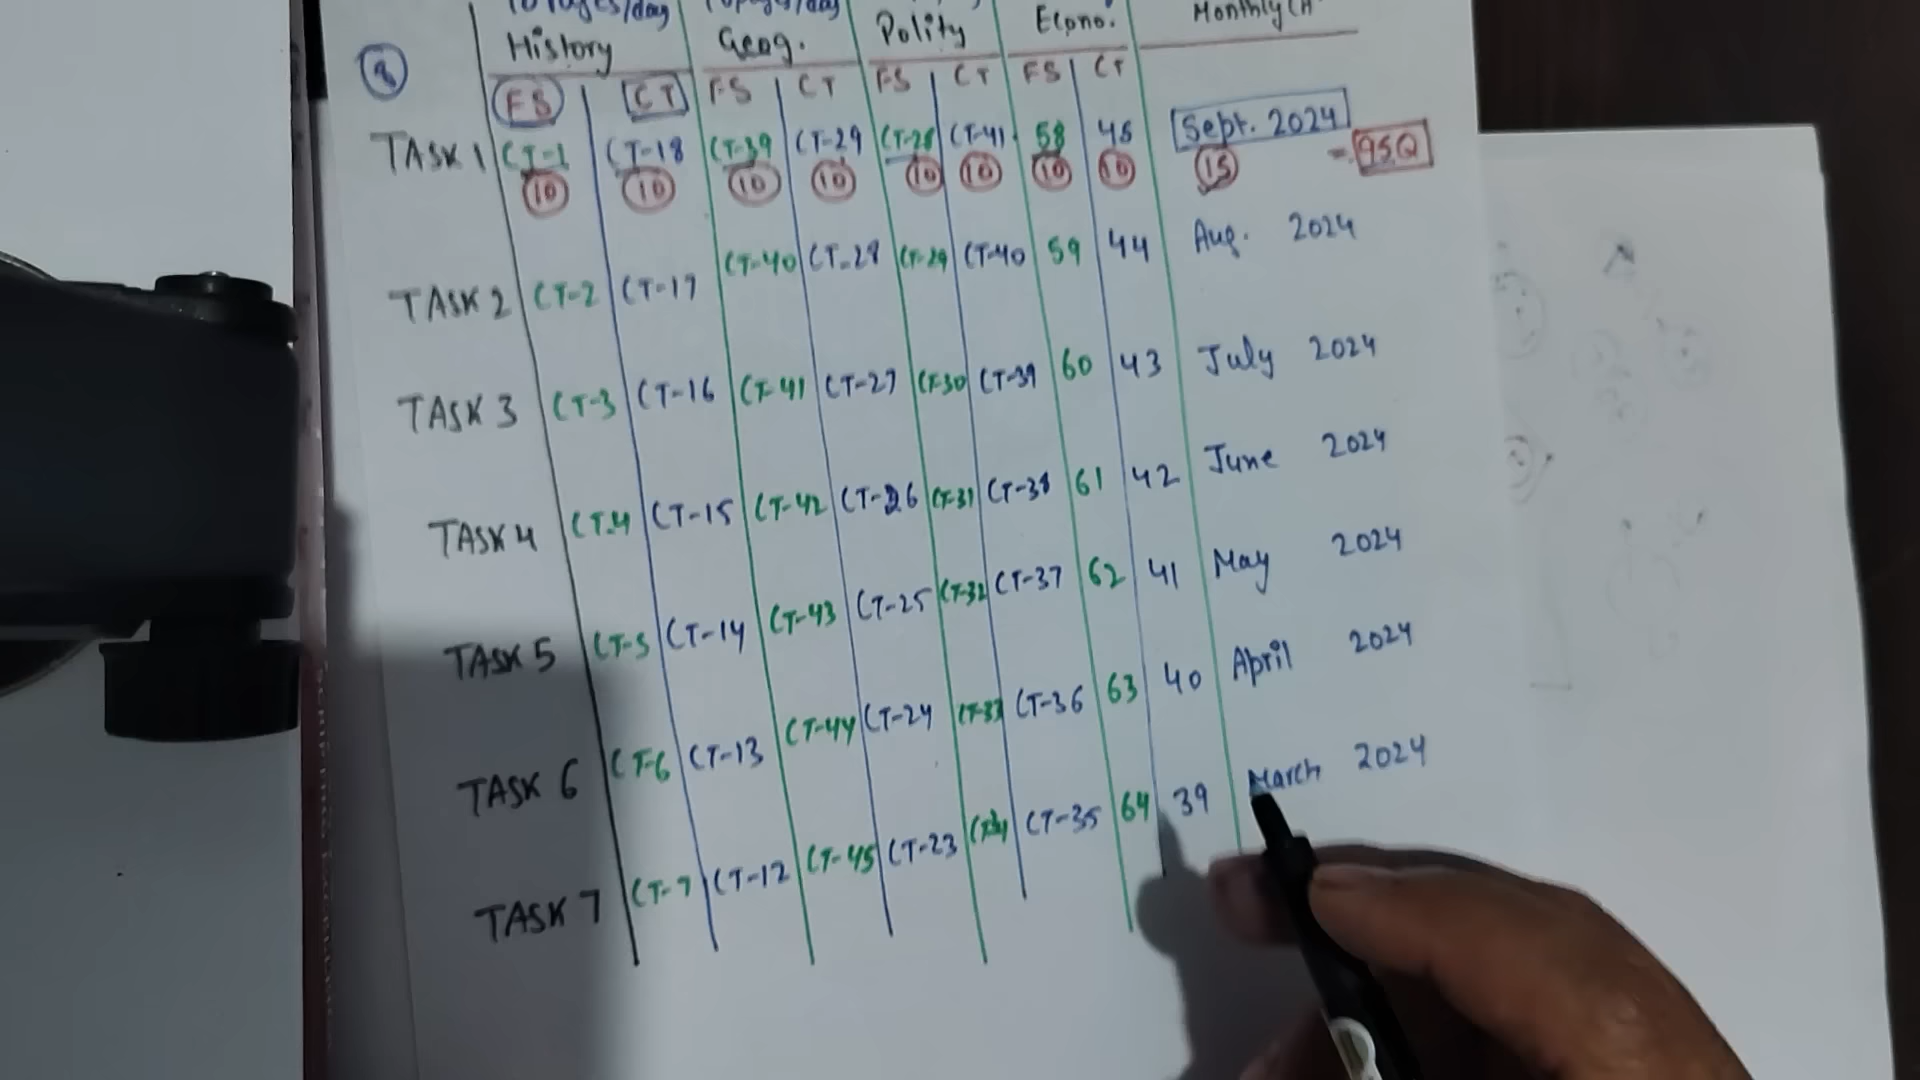 10 Pages/day
History Geog. Polity Econo. Monthly CA
8
FS CT FS CT FS CT FS CT
TASK 1 CT-1 CT-18 CT-39 CT-29 CT-28 CT-41 58 45 Sept. 2024
10 10 10 10 10 10 10 10 15 = 95Q
TASK 2 CT-2 CT-17 CT-40 CT-28 CT-29 CT-40 59 44 Aug. 2024
TASK 3 CT-3 CT-16 CT-41 CT-27 CT-30 CT-39 60 43 July 2024
TASK 4 CT-4 CT-15 CT-42 CT-26 CT-31 CT-38 61 42 June 2024
TASK 5 CT-5 CT-14 CT-43 CT-25 CT-32 CT-37 62 41 May 2024
TASK 6 CT-6 CT-13 CT-44 CT-24 CT-33 CT-36 63 40 April 2024
TASK 7 CT-7 CT-12 CT-45 CT-23 CT-35 64 39 March 2024